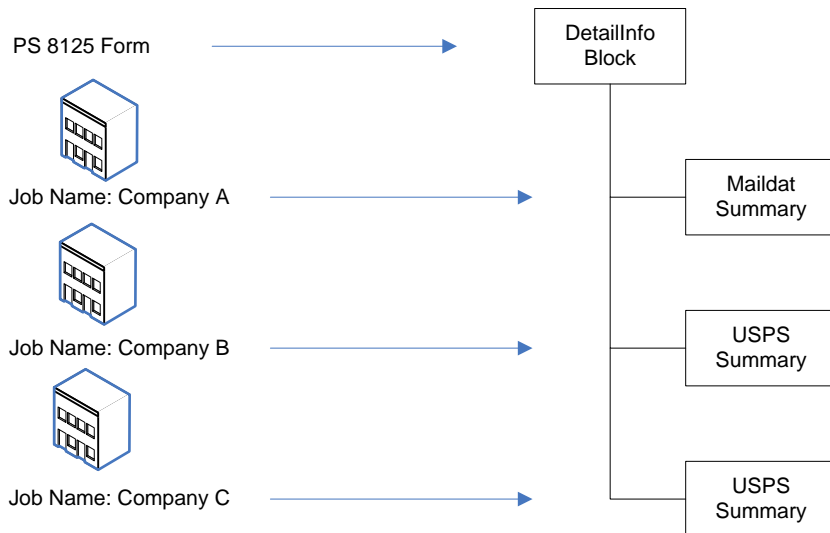 PS 8125 Form
DetailInfo
Block
Job Name: Company A
Maildat
Summary
Job Name: Company B
USPS
Summary
Job Name: Company C
USPS
Summary